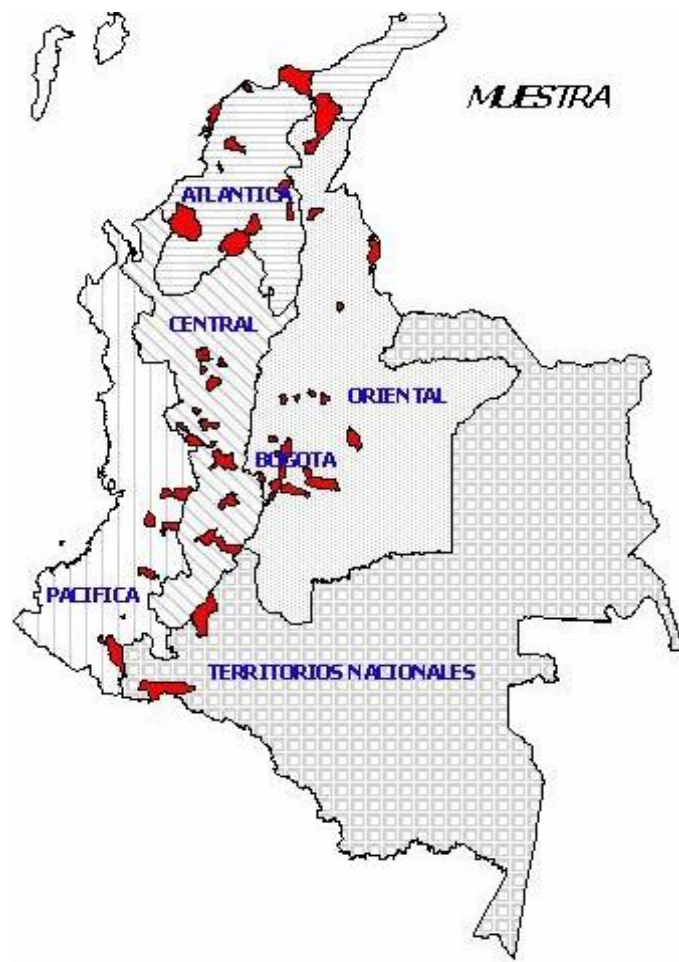 MUESTRA
ATLANTICA
CENTRAL
ORIENTAL
BOGOTA
PACIFICA
TERRITORIOS NACIONALES